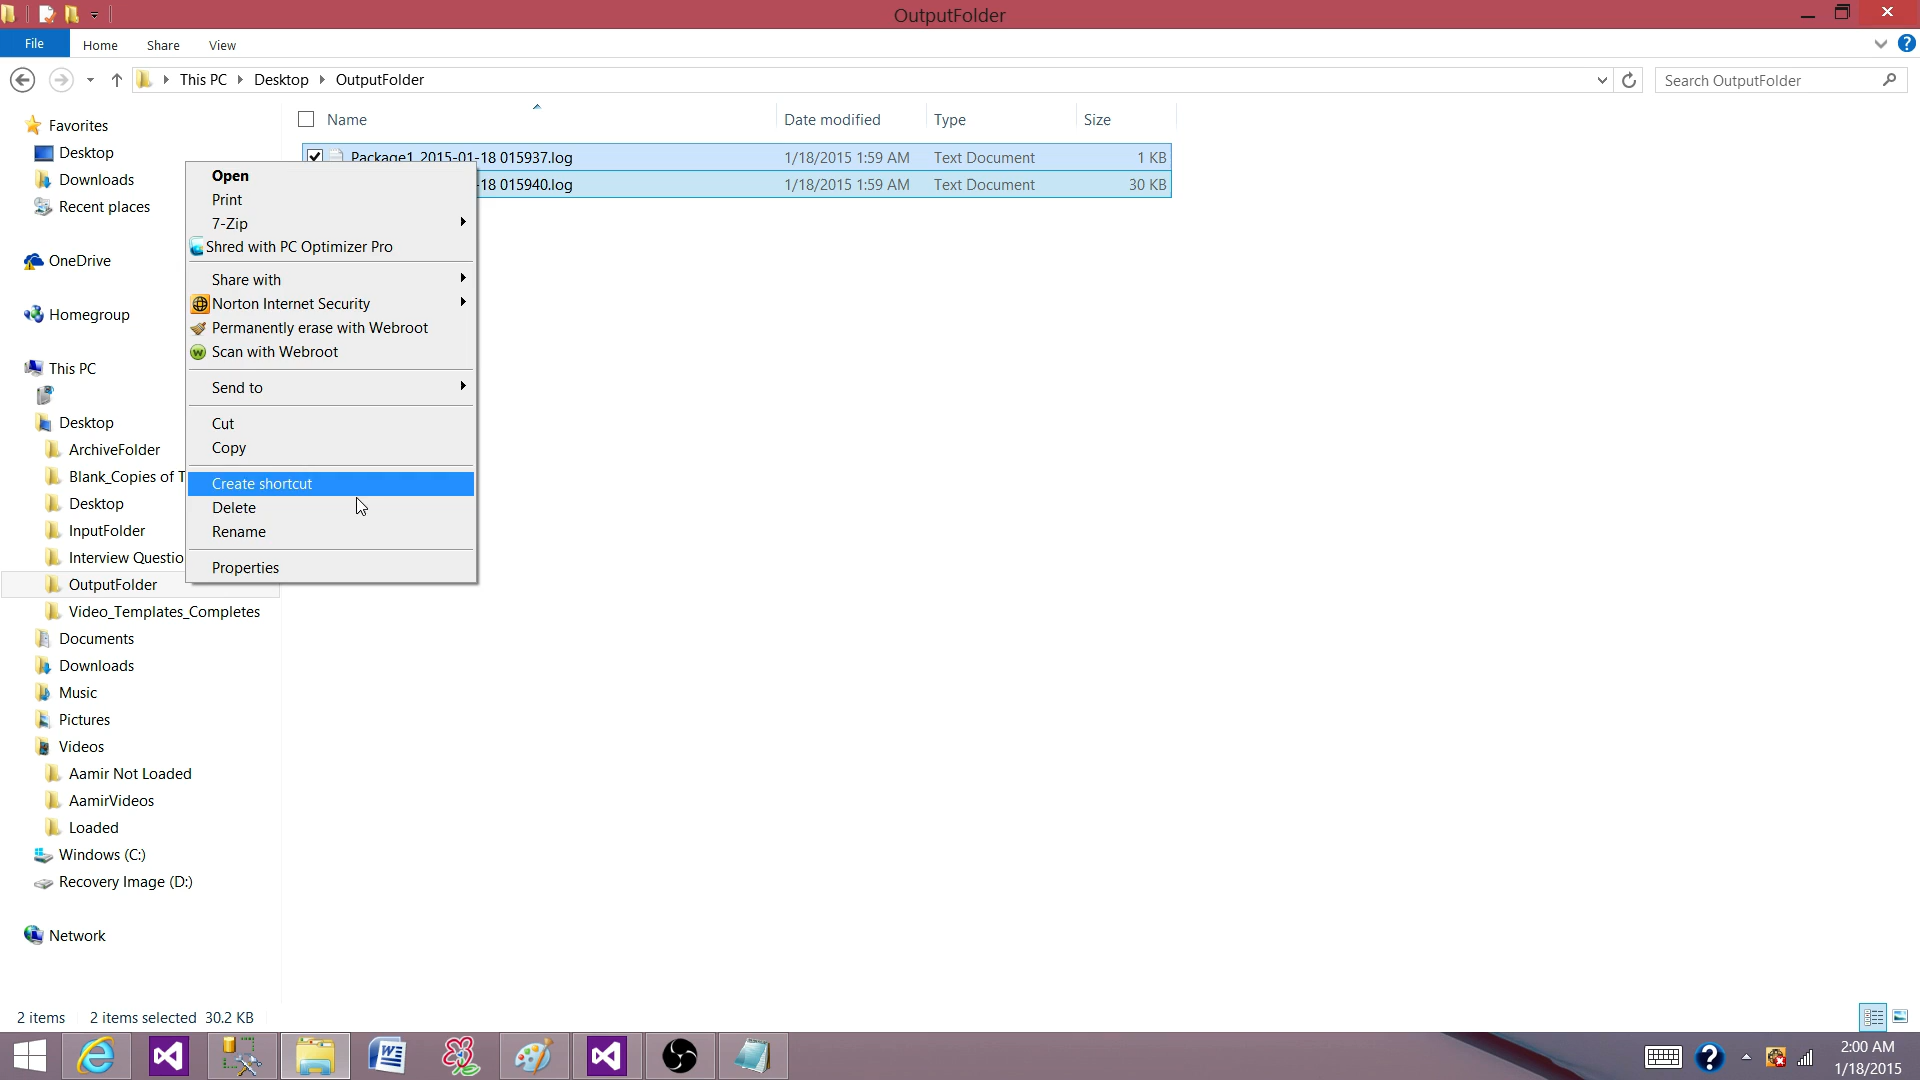 OutputFolder
File Home Share View
This PC Desktop OutputFolder
Search OutputFolder
Name Date modified Type Size
Package1 2015-01-18 015937.log 1/18/2015 1:59 AM Text Document 1 KB
-18 015940.log 1/18/2015 1:59 AM Text Document 30 KB
Favorites
Desktop
Downloads
Recent places
OneDrive
Homegroup
This PC
Desktop
ArchiveFolder
Blank_Copies of T
Desktop
InputFolder
Interview Questio
OutputFolder
Video_Templates_Completes
Documents
Downloads
Music
Pictures
Videos
Aamir Not Loaded
AamirVideos
Loaded
Windows (C:)
Recovery Image (D:)
Network
Open
Print
7-Zip
Shred with PC Optimizer Pro
Share with
Norton Internet Security
Permanently erase with Webroot
Scan with Webroot
Send to
Cut
Copy
Create shortcut
Delete
Rename
Properties
2 items 2 items selected 30.2 KB
2:00 AM
1/18/2015